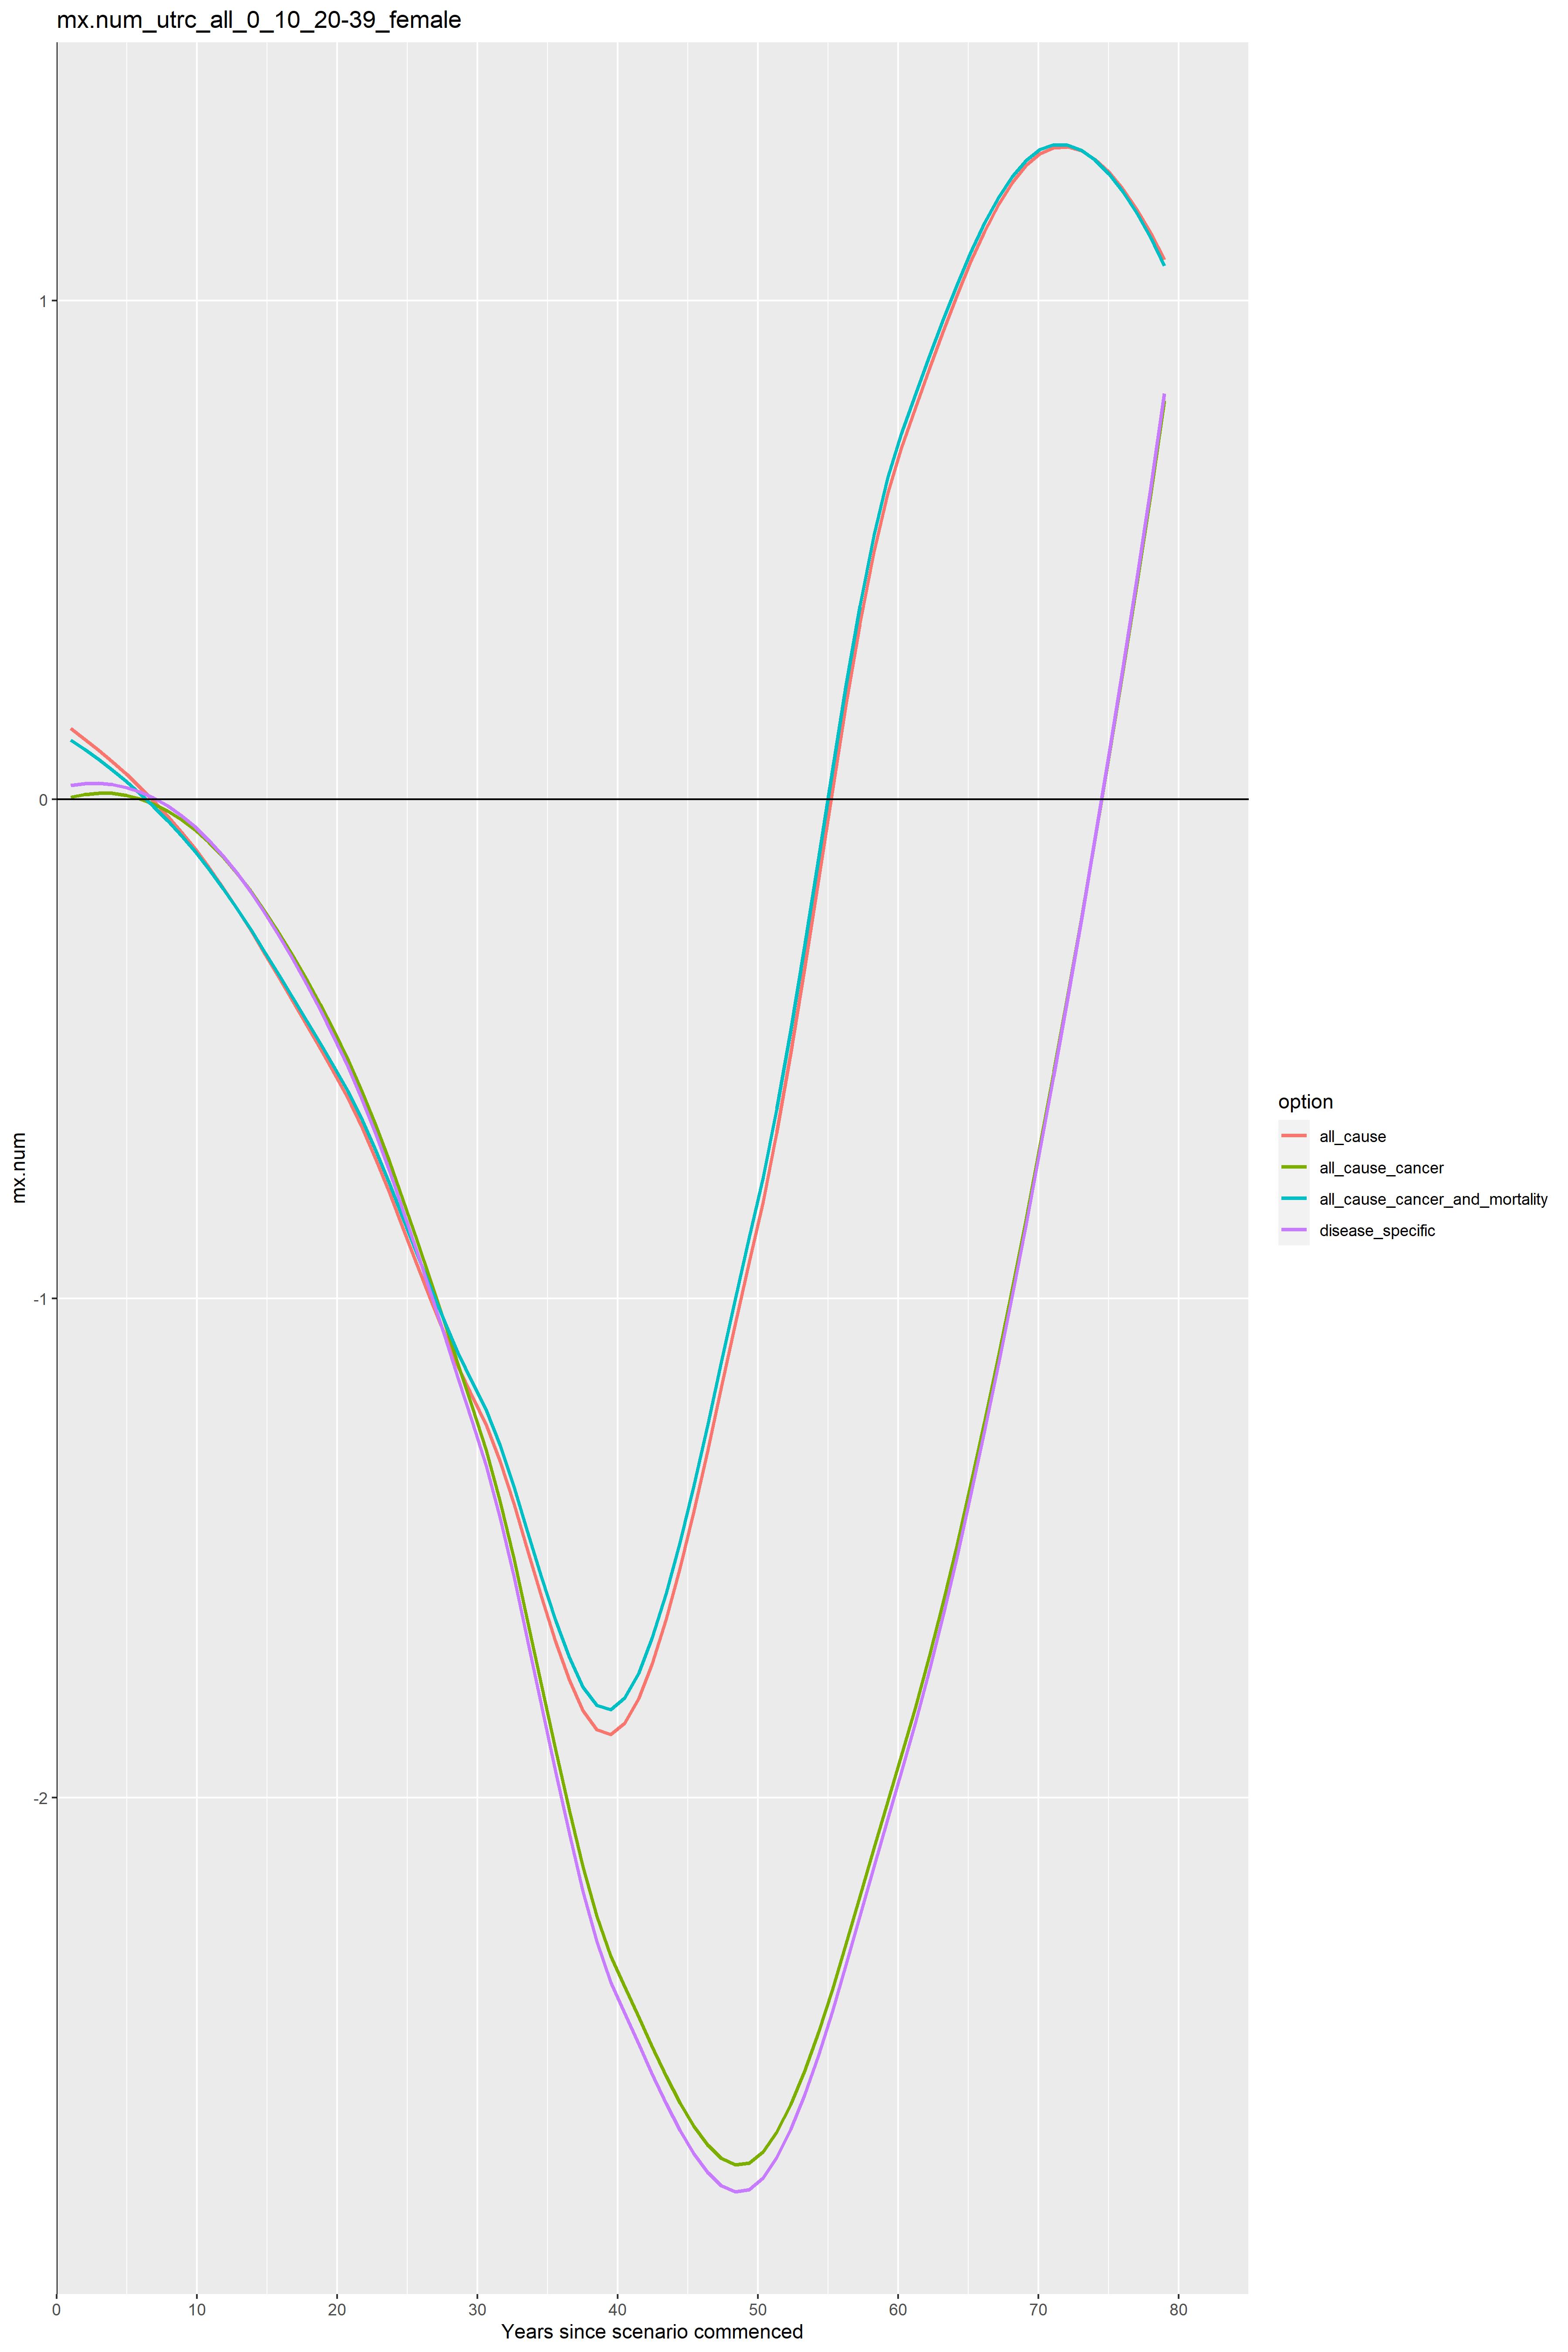 mx.num_utrc_all_0_10_20-39_female
1
0
-1
-2
mx.num
0 10 20 30 40 50 60 70 80
Years since scenario commenced
option
all_cause
all_cause_cancer
all_cause_cancer_and_mortality
disease_specific